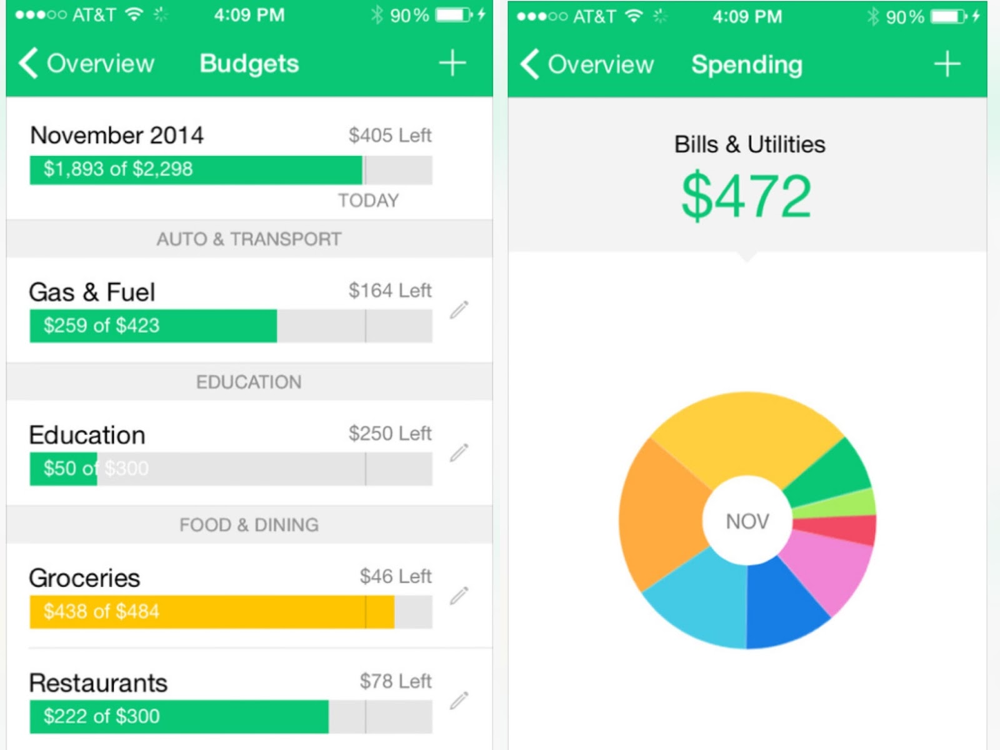 AT&T 4:09 PM 90%
Overview Budgets +
November 2014 $405 Left
$1,893 of $2,298
TODAY
AUTO & TRANSPORT
Gas & Fuel $164 Left
$259 of $423
EDUCATION
Education $250 Left
$50 of $300
FOOD & DINING
Groceries $46 Left
$438 of $484
Restaurants $78 Left
$222 of $300
AT&T 4:09 PM 90%
Overview Spending +
Bills & Utilities
$472
NOV